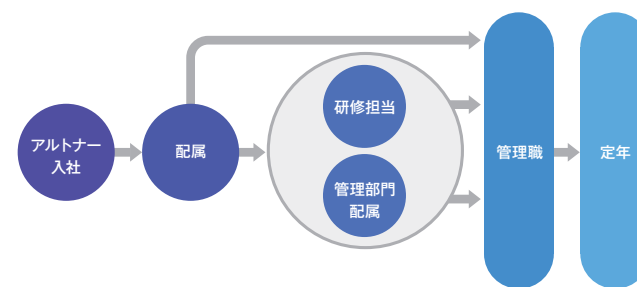 アルトナー
入社
配属
研修担当
管理部門
配属
管理職
定年